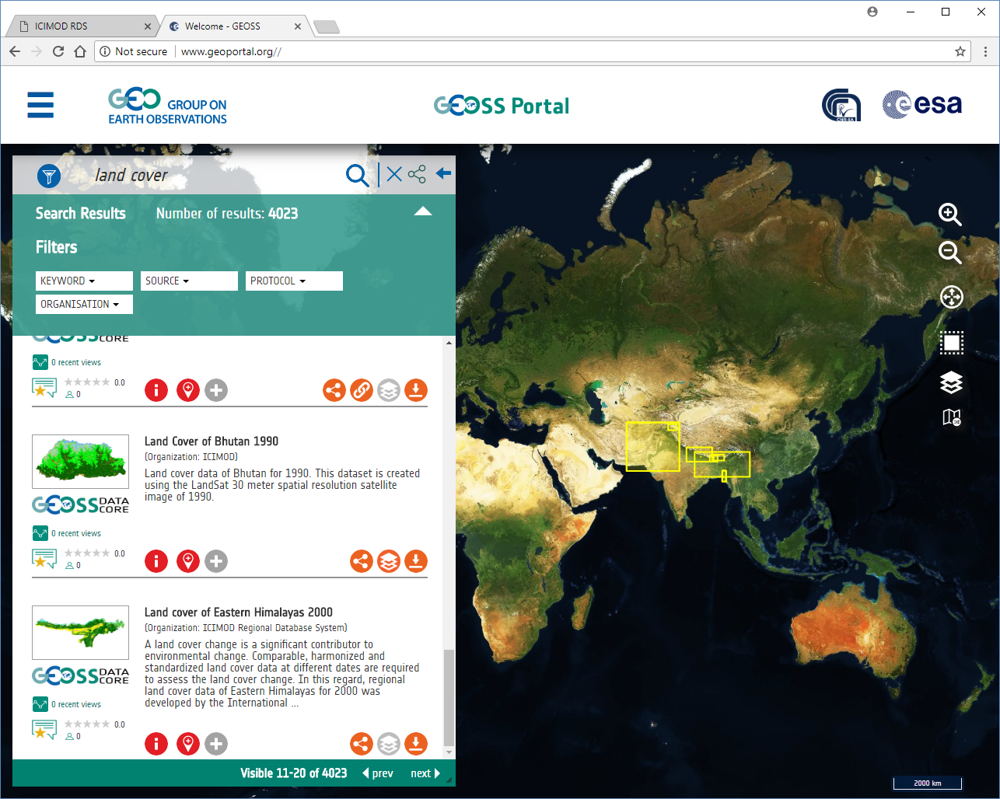 ICIMOD RDS
Welcome - GEOSS
Not secure
www.geoportal.org//
GEO GROUP ON
EARTH OBSERVATIONS
GEOSS Portal
esa
land cover
Search Results
Number of results: 4023
Filters
KEYWORD
SOURCE
PROTOCOL
ORGANISATION
GEOSS CORE
0 recent views
0.0
0
Land Cover of Bhutan 1990
(Organization: ICIMOD)
Land cover data of Bhutan for 1990. This dataset is created
using the LandSat 30 meter spatial resolution satellite
image of 1990.
GEOSS DATA
CORE
0 recent views
0.0
0
Land cover of Eastern Himalayas 2000
(Organization: ICIMOD Regional Database System)
A land cover change is a significant contributor to
environmental change. Comparable, harmonized and
standardized land cover data at different dates are required
to assess the land cover change. In this regard, regional
land cover data of Eastern Himalayas for 2000 was
developed by the International ...
GEOSS DATA
CORE
0 recent views
0.0
0
Visible 11-20 of 4023
prev
next
2000 km